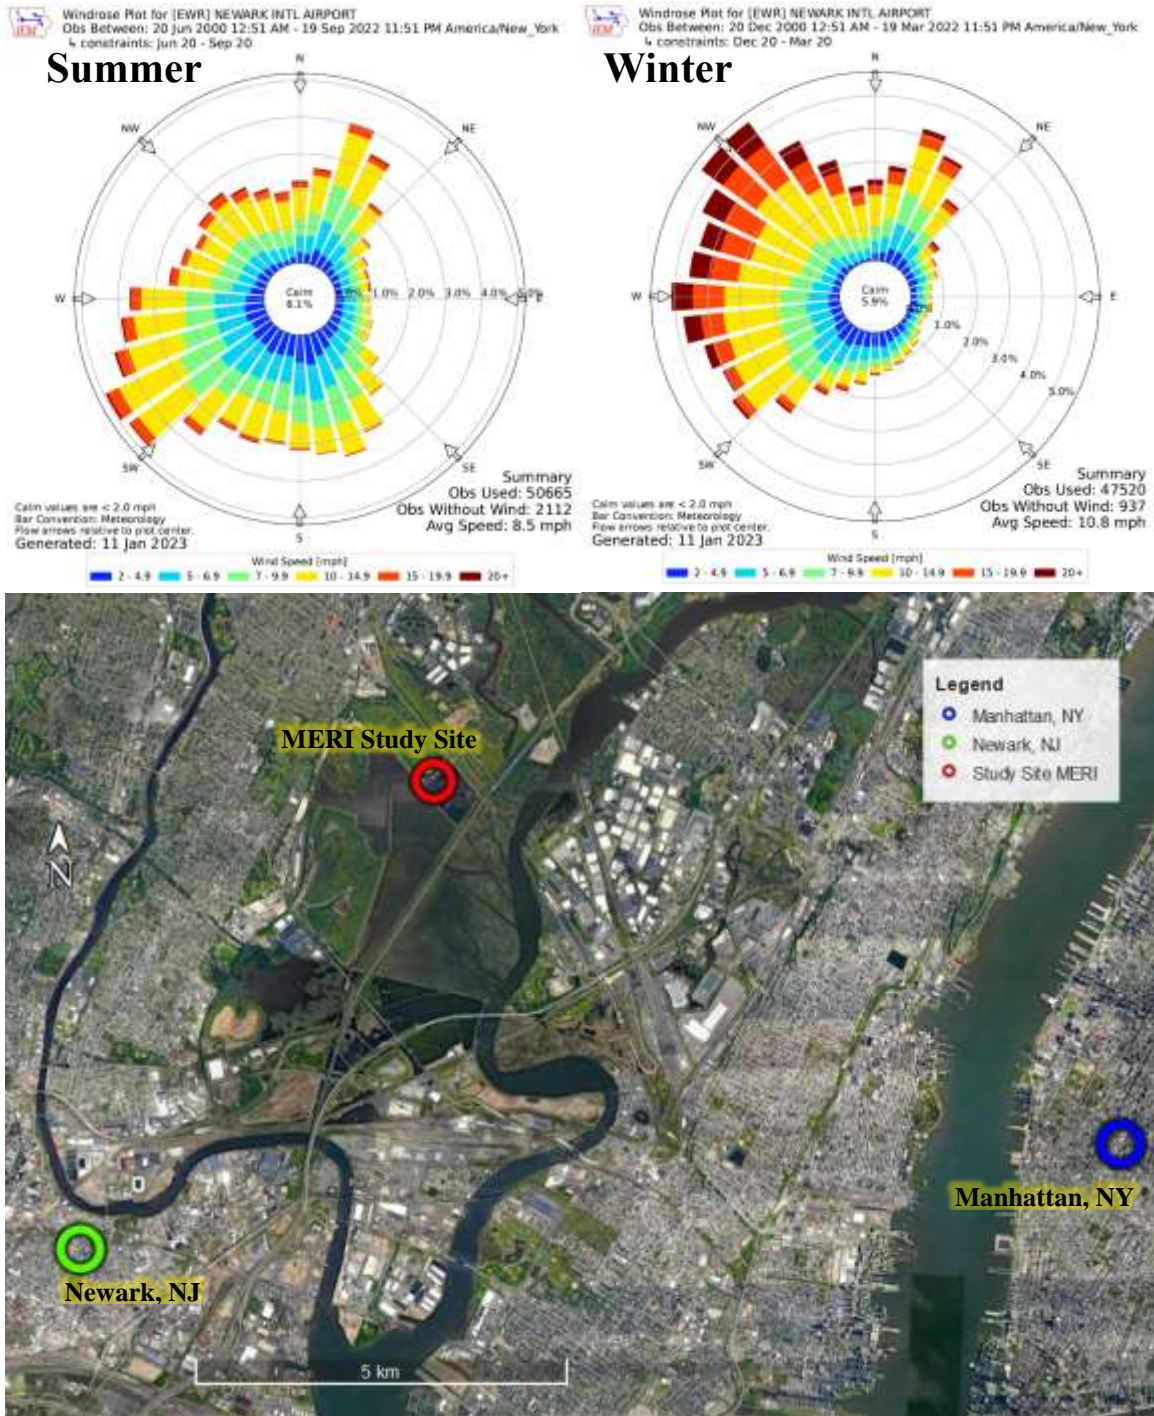 Windrose Plot for [EWR] NEWARK INTL AIRPORT
Obs Between: 20 Jun 2000 12:51 AM - 19 Sep 2022 11:51 PM America/New_York
↳ constraints: Jun 20 - Sep 20
IEM
Summer
N
NW
NE
W
Calm
6.1%
1.0%
2.0%
3.0%
4.0%
5.0%
E
SW
SE
S
Summary
Obs Used: 50665
Obs Without Wind: 2112
Avg Speed: 8.5 mph
Calm values are < 2.0 mph
Bar Convention: Meteorology
Flow arrows relative to plot center.
Generated: 11 Jan 2023
Wind Speed [mph]
2 - 4.9
5 - 6.9
7 - 9.9
10 - 14.9
15 - 19.9
20+
Windrose Plot for [EWR] NEWARK INTL AIRPORT
Obs Between: 20 Dec 2000 12:51 AM - 19 Mar 2022 11:51 PM America/New_York
↳ constraints: Dec 20 - Mar 20
IEM
Winter
N
NW
NE
W
Calm
5.9%
E
1.0%
2.0%
3.0%
4.0%
5.0%
SW
SE
S
Summary
Obs Used: 47520
Obs Without Wind: 937
Avg Speed: 10.8 mph
Calm values are < 2.0 mph
Bar Convention: Meteorology
Flow arrows relative to plot center.
Generated: 11 Jan 2023
Wind Speed [mph]
2 - 4.9
5 - 6.9
7 - 9.9
10 - 14.9
15 - 19.9
20+
Legend
Manhattan, NY
Newark, NJ
Study Site MERI
MERI Study Site
N
Manhattan, NY
Newark, NJ
5 km